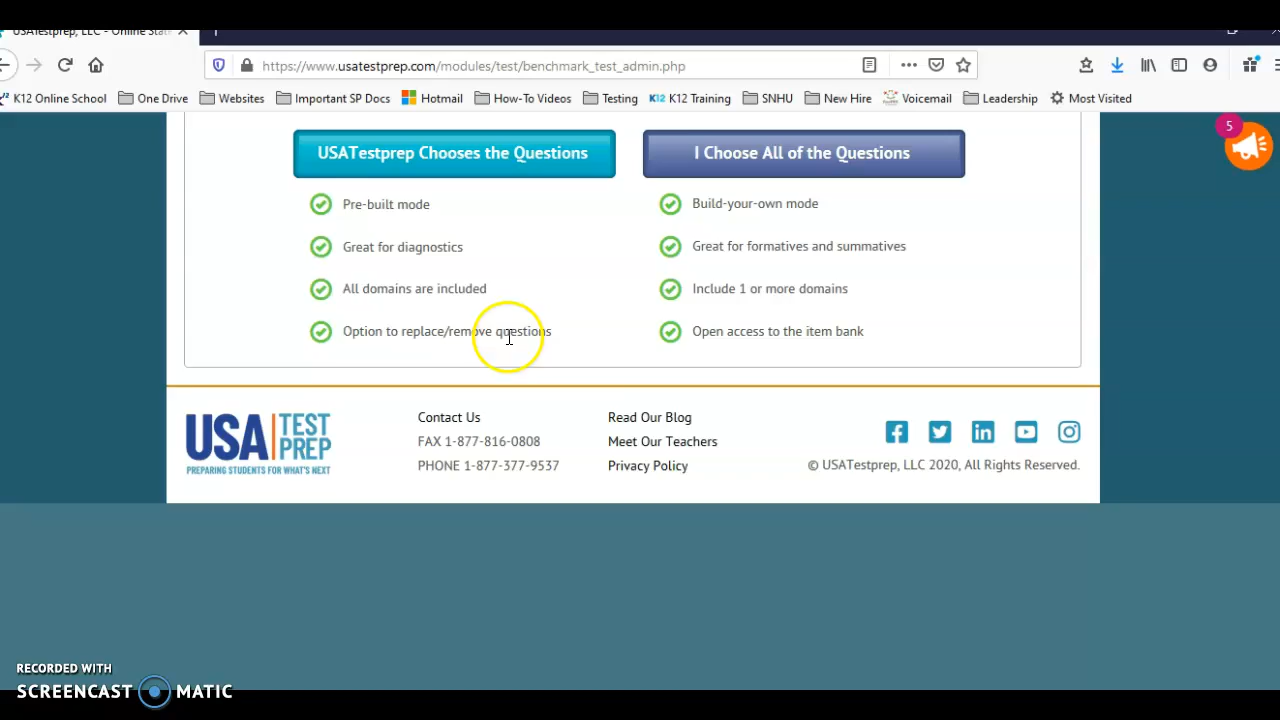 USATestprep, LLC - Online State
https://www.usatestprep.com/modules/test/benchmark_test_admin.php
K12 Online School One Drive Websites Important SP Docs Hotmail How-To Videos Testing K12 K12 Training SNHU New Hire Voicemail Leadership Most Visited
5
USATestprep Chooses the Questions
Pre-built mode
Great for diagnostics
All domains are included
Option to replace/remove questions
I Choose All of the Questions
Build-your-own mode
Great for formatives and summatives
Include 1 or more domains
Open access to the item bank
USA TEST PREP
PREPARING STUDENTS FOR WHAT'S NEXT
Contact Us
FAX 1-877-816-0808
PHONE 1-877-377-9537
Read Our Blog
Meet Our Teachers
Privacy Policy
© USATestprep, LLC 2020, All Rights Reserved.
RECORDED WITH
SCREENCAST MATIC